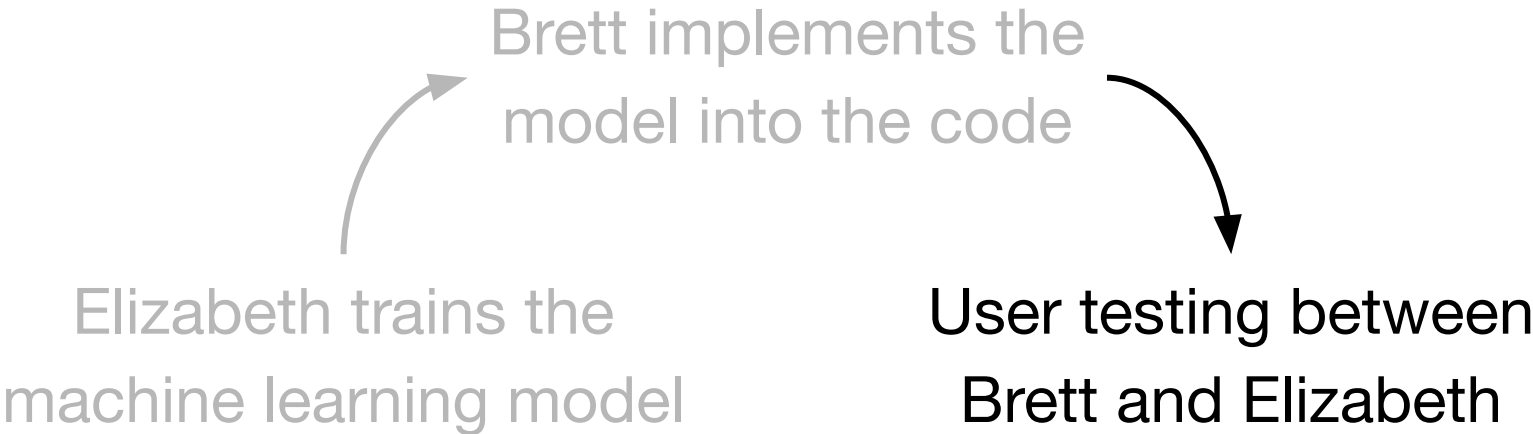 Brett implements the
model into the code
Elizabeth trains the
machine learning model
User testing between
Brett and Elizabeth